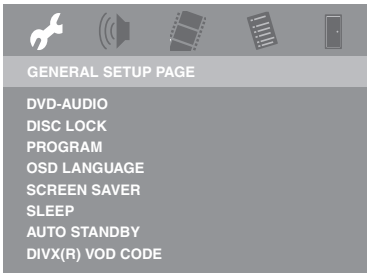 GENERAL SETUP PAGE
DVD-AUDIO
DISC LOCK
PROGRAM
OSD LANGUAGE
SCREEN SAVER
SLEEP
AUTO STANDBY
DIVX(R) VOD CODE